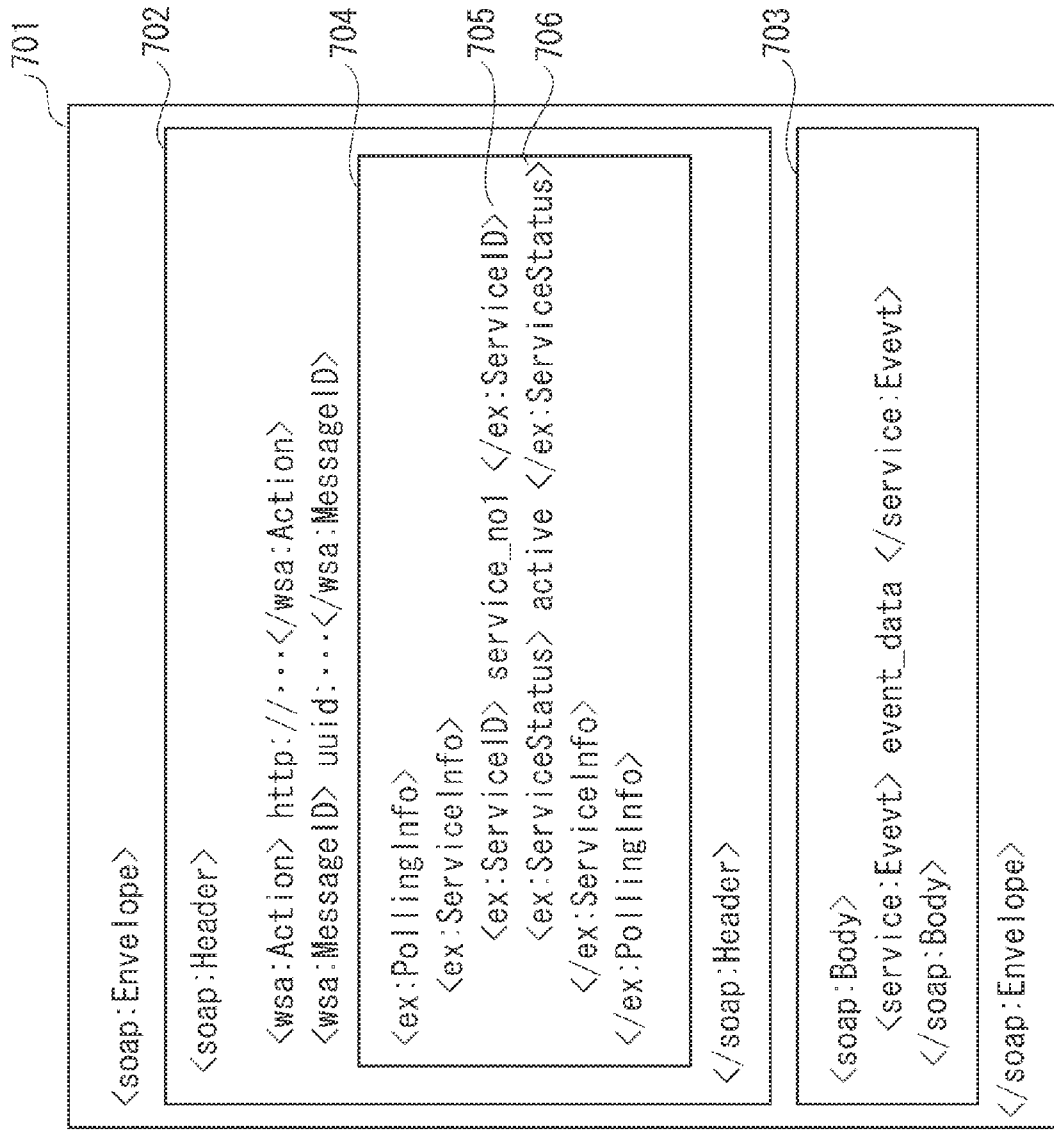 <soap:Envelope>
<soap:Header>
<wsa:Action> http://...</wsa:Action>
<wsa:MessageID> uuid:...</wsa:MessageID>
<ex:PollingInfo>
<ex:ServiceInfo>
<ex:ServiceID> service_no1 </ex:ServiceID>
<ex:ServiceStatus> active </ex:ServiceStatus>
</ex:ServiceInfo>
</ex:PollingInfo>
</soap:Header>
<soap:Body>
<service:Evevt> event_data </service:Evevt>
</soap:Body>
</soap:Envelope>
701
702
704
705
706
703